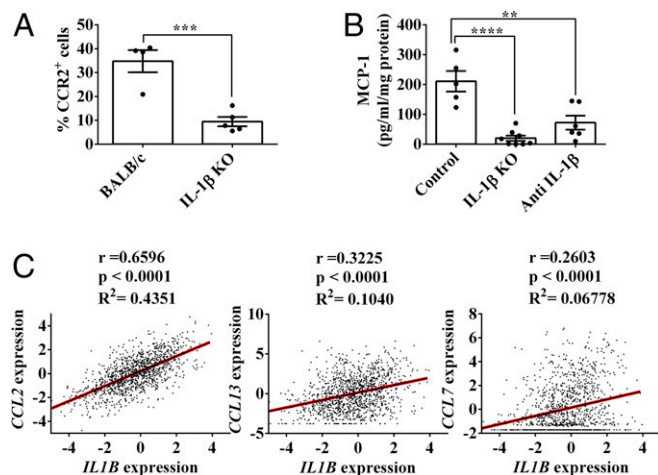 A
***
% CCR2+ cells
50
40
30
20
10
0
BALB/c
IL-1β KO
B
**
****
MCP-1
(pg/ml/mg protein)
400
300
200
100
0
Control
IL-1β KO
Anti IL-1β
C
r=0.6596
p < 0.0001
R²= 0.4351
CCL2 expression
4
2
0
-2
-4
-4 -2 0 2 4
IL1B expression
r=0.3225
p < 0.0001
R²= 0.1040
CCL13 expression
10
5
0
-5
-4 -2 0 2 4
IL1B expression
r=0.2603
p < 0.0001
R²= 0.06778
CCL7 expression
8
6
4
2
0
-2
-4 -2 0 2 4
IL1B expression